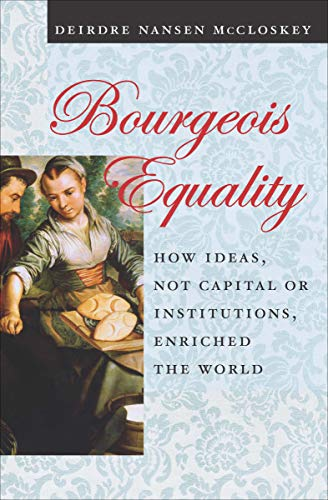 DEIRDRE NANSEN McCLOSKEY
Bourgeois
Equality
HOW IDEAS,
NOT CAPITAL OR
INSTITUTIONS,
ENRICHED
THE WORLD